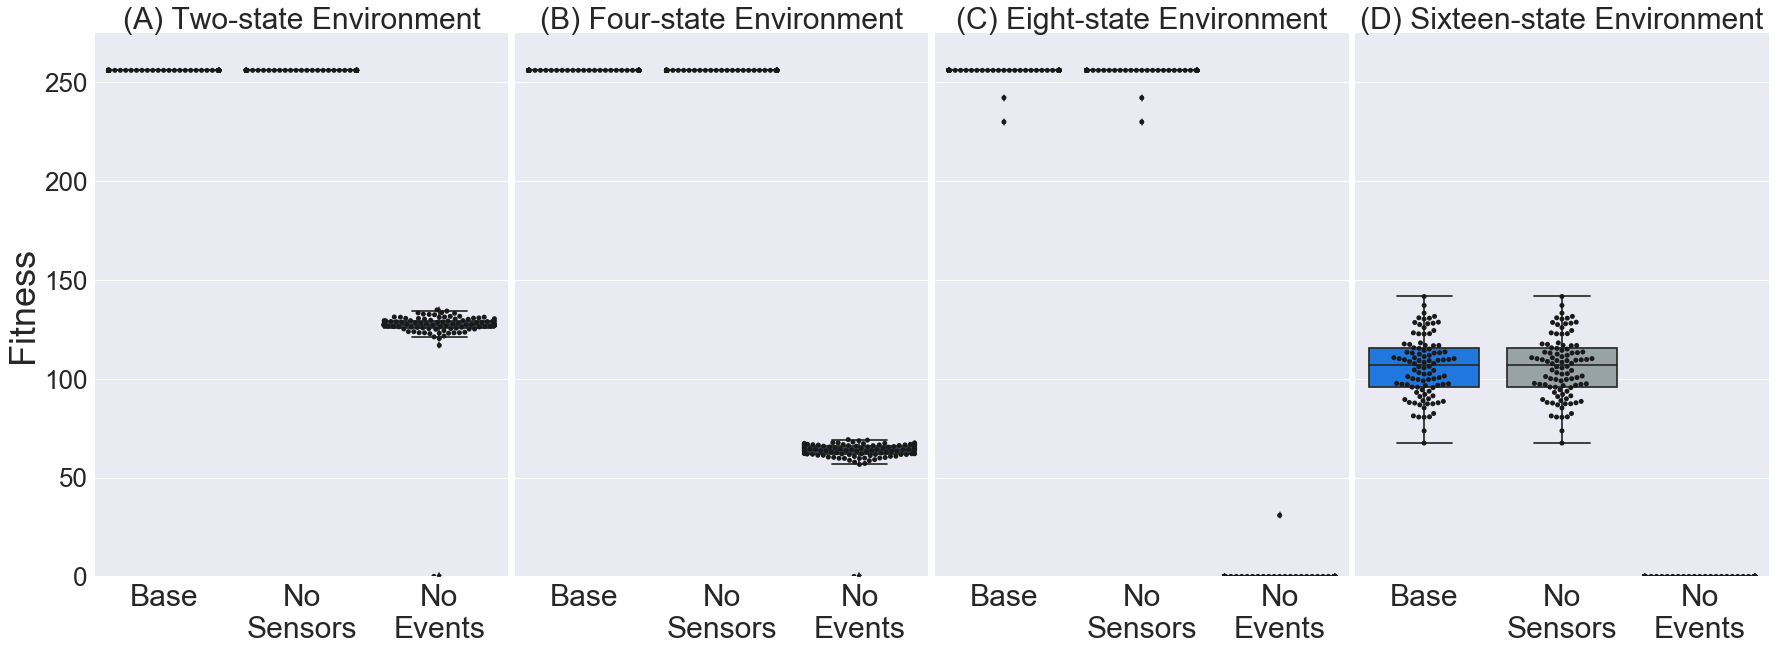 (A) Two-state Environment
(B) Four-state Environment
(C) Eight-state Environment
(D) Sixteen-state Environment
Fitness
250
200
150
100
50
0
Base
No
Sensors
No
Events
Base
No
Sensors
No
Events
Base
No
Sensors
No
Events
Base
No
Sensors
No
Events